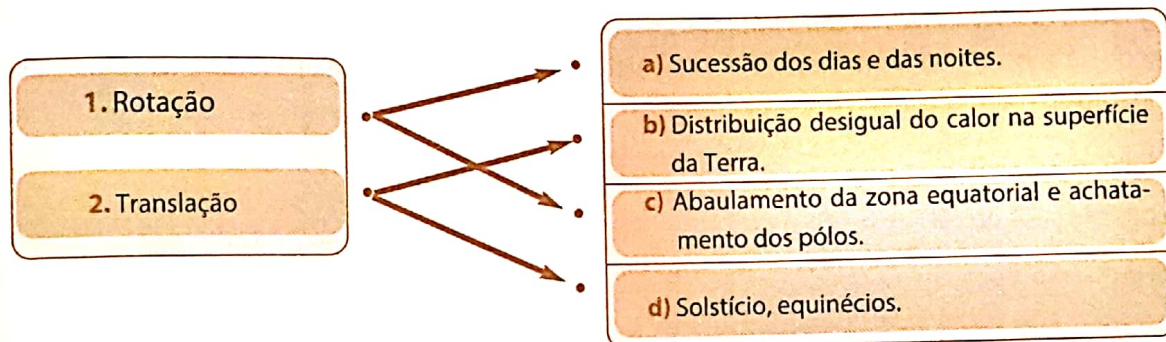 1. Rotação
2. Translação
a) Sucessão dos dias e das noites.
b) Distribuição desigual do calor na superfície
da Terra.
c) Abaulamento da zona equatorial e achata-
mento dos pólos.
d) Solstício, equinécios.